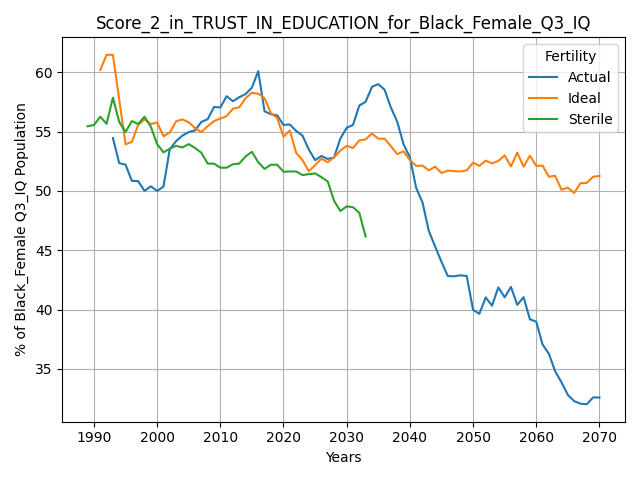 Score_2_in_TRUST_IN_EDUCATION_for_Black_Female_Q3_IQ
Fertility
Actual
Ideal
Sterile
% of Black_Female Q3_IQ Population
60
55
50
45
40
35
1990 2000 2010 2020 2030 2040 2050 2060 2070
Years